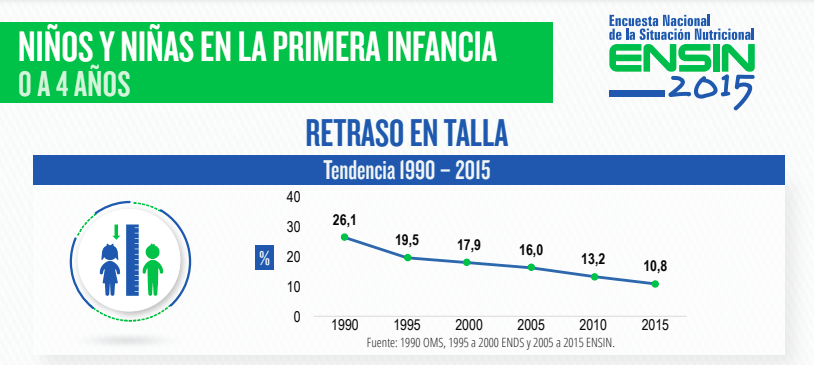 NIÑOS Y NIÑAS EN LA PRIMERA INFANCIA
0 A 4 AÑOS
Encuesta Nacional
de la Situación Nutricional
ENSIN
2015
RETRASO EN TALLA
Tendencia 1990 – 2015
%
40
30
20
10
0
26,1
19,5
17,9
16,0
13,2
10,8
1990 1995 2000 2005 2010 2015
Fuente: 1990 OMS, 1995 a 2000 ENDS y 2005 a 2015 ENSIN.